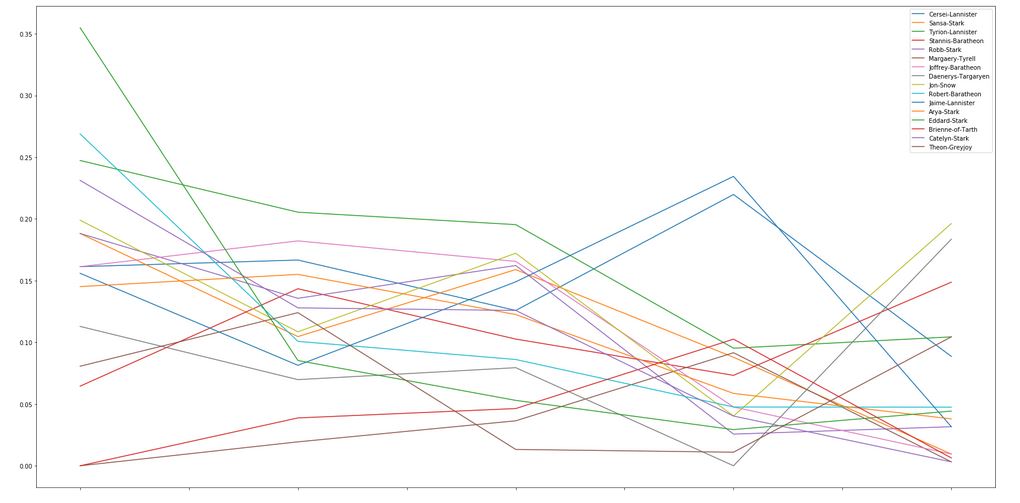 Cersei-Lannister
Sansa-Stark
Tyrion-Lannister
Stannis-Baratheon
Robb-Stark
Margaery-Tyrell
Joffrey-Baratheon
Daenerys-Targaryen
Jon-Snow
Robert-Baratheon
Jaime-Lannister
Arya-Stark
Eddard-Stark
Brienne-of-Tarth
Catelyn-Stark
Theon-Greyjoy
0.35
0.30
0.25
0.20
0.15
0.10
0.05
0.00